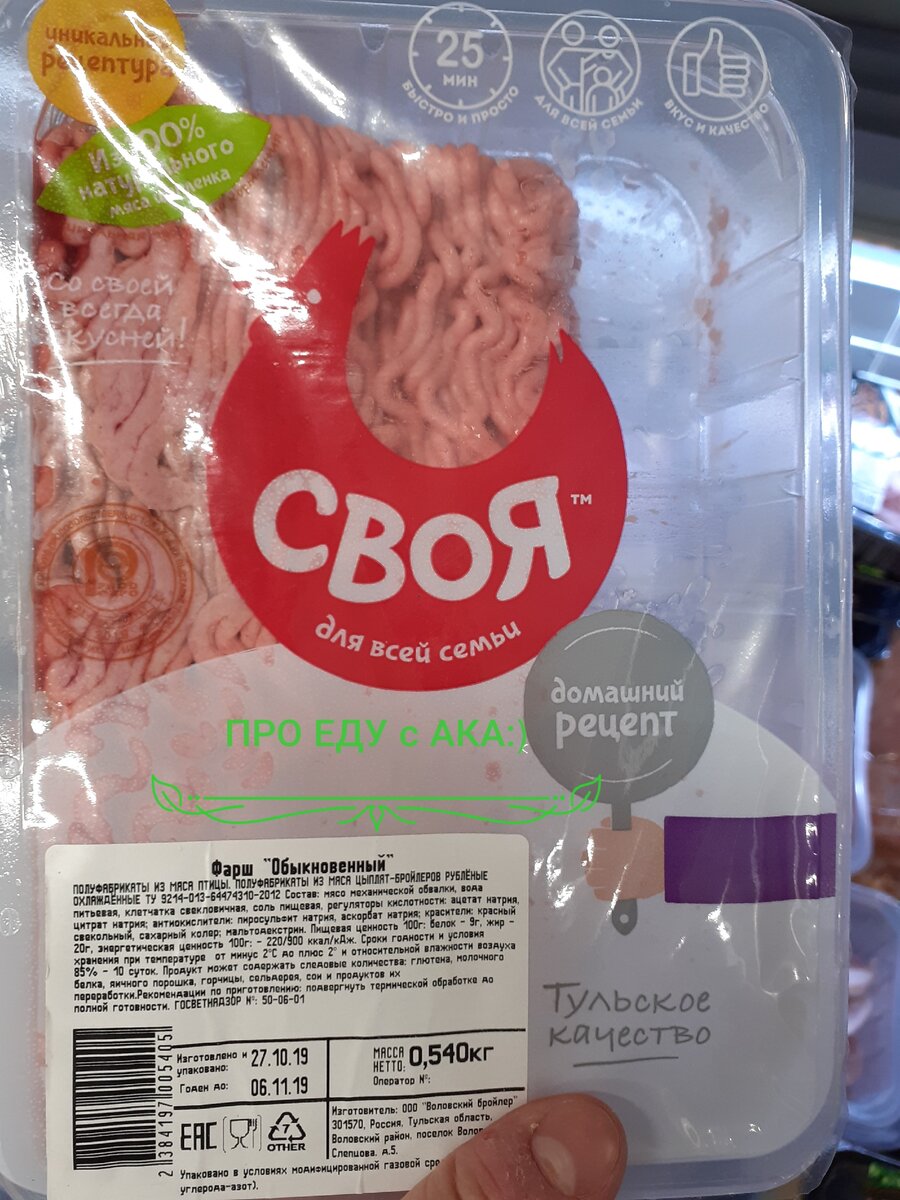 уникальная
рецептура
Из 100%
натурального
мяса цыпленка
25
мин
быстро и просто
для всей семьи
вкус и качество
Со своей
всегда
вкусней!
СВОЯ™
для всей семьи
домашний
рецепт
ПРО ЕДУ с АКА:)
Фарш "Обыкновенный"
ПОЛУФАБРИКАТЫ ИЗ МЯСА ПТИЦЫ. ПОЛУФАБРИКАТЫ ИЗ МЯСА ЦЫПЛЯТ-БРОЙЛЕРОВ РУБЛЁНЫЕ
ОХЛАЖДЁННЫЕ ТУ 9214-013-64474310-2012 Состав: мясо механической обвалки, вода
питьевая, клетчатка свекловичная, соль пищевая, регуляторы кислотности: ацетат натрия,
цитрат натрия; антиокислители: пиросульфит натрия, аскорбат натрия; красители: красный
свекольный, сахарный колер; мальтодекстрин. Пищевая ценность 100г: белок - 9г, жир -
20г, энергетическая ценность 100г: - 220/900 ккал/кДж. Сроки годности и условия
хранения при температуре от минус 2°С до плюс 2° и относительной влажности воздуха
85% - 10 суток. Продукт может содержать следовые количества: глютена, молочного
белка, яичного порошка, горчицы, сельдерея, сои и продуктов их
переработки.Рекомендации по приготовлению: подвергнуть термической обработке до
полной готовности. ГОСВЕТНАДЗОР №: 50-06-01
Тульское
качество
Изготовлено и
упаковано: 27.10.19
Годен до: 06.11.19
МАССА
НЕТТО: 0,540кг
Оператор №:
2384197005405
EAC
7
OTHER
Изготовитель: ООО "Воловский бройлер"
301570, Россия, Тульская область,
Воловский район, поселок
Слепцова, д.5.
Упаковано в условиях модифицированной газовой
углерода-азот).